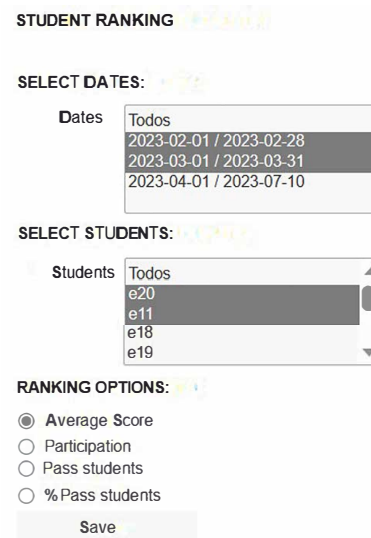 STUDENT RANKING
SELECT DATES:
Dates
Todos
2023-02-01 / 2023-02-28
2023-03-01 / 2023-03-31
2023-04-01 / 2023-07-10
SELECT STUDENTS:
Students
Todos
e20
e11
e18
e19
RANKING OPTIONS:
Average Score
Participation
Pass students
% Pass students
Save